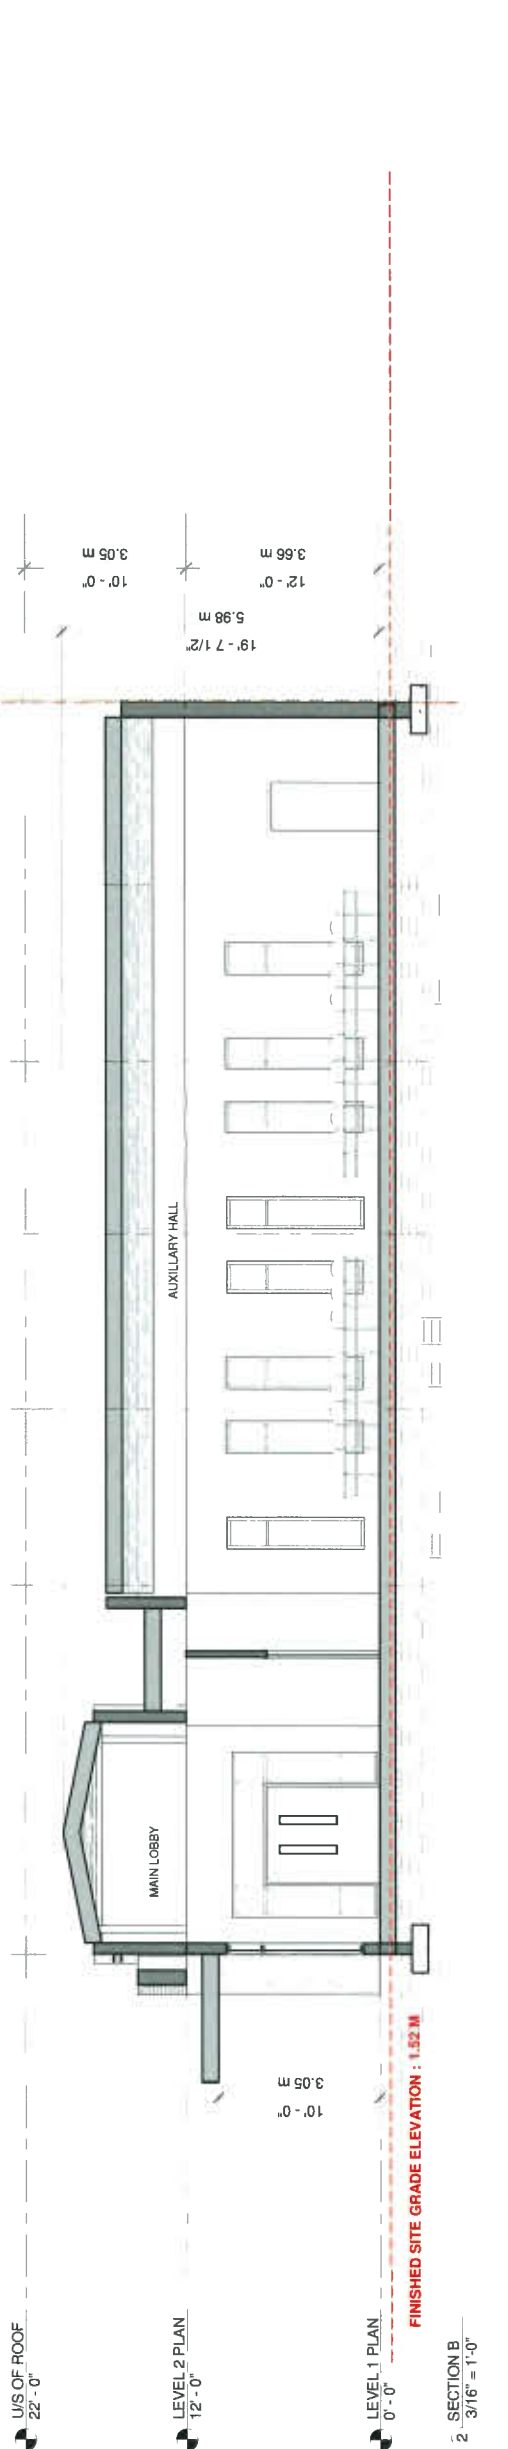 U/S OF ROOF
22' - 0"
LEVEL 2 PLAN
12' - 0"
LEVEL 1 PLAN
0' - 0"
2
SECTION B
3/16" = 1'-0"
FINISHED SITE GRADE ELEVATION : 1.52 M
10' - 0"
3.05 m
MAIN LOBBY
AUXILLARY HALL
19' - 7 1/2"
5.98 m
10' - 0"
3.05 m
12' - 0"
3.66 m